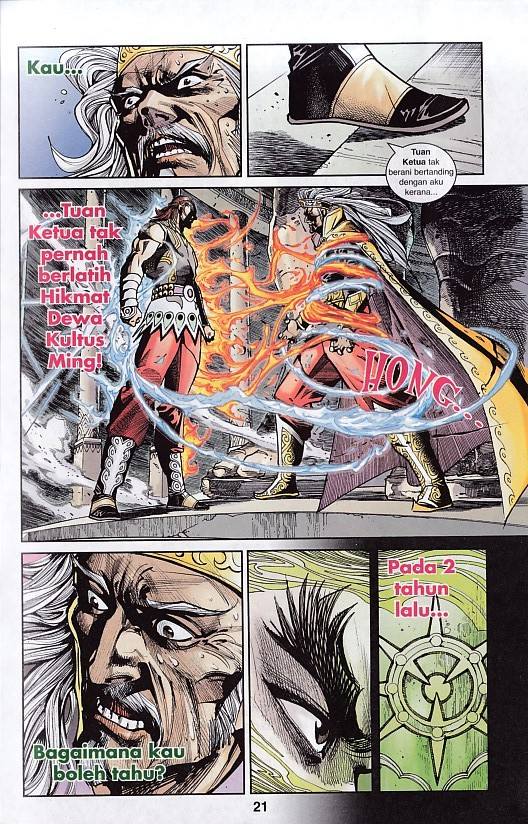 Kau...
Tuan
Ketua tak
berani bertanding
dengan aku
kerana...
...Tuan
Ketua tak
pernah
berlatih
Hikmat
Dewa
Kultus
Ming!
HONG...
Bagaimana kau
boleh tahu?
Pada 2
tahun
lalu...
21